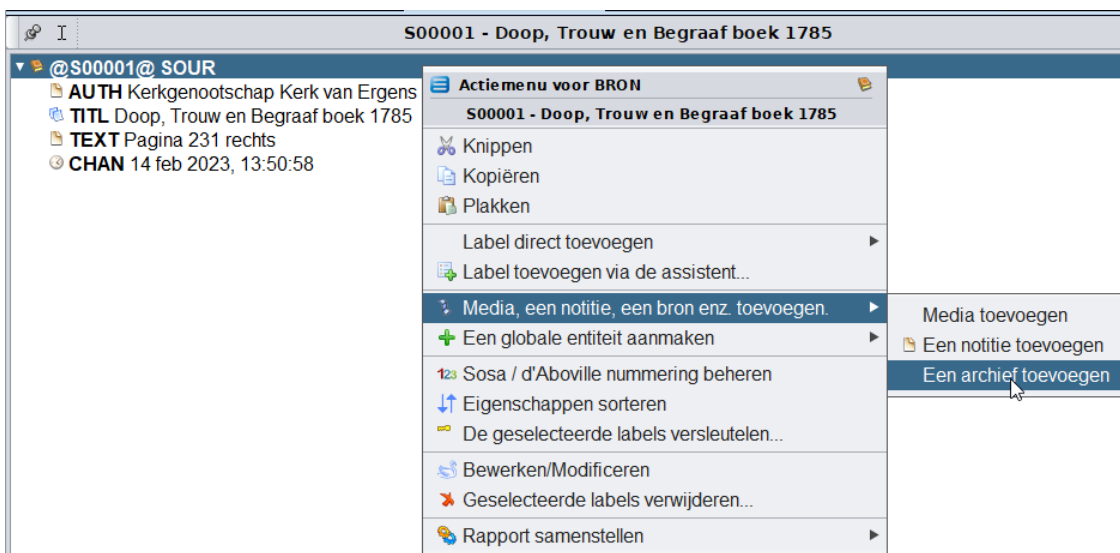 S00001 - Doop, Trouw en Begraaf boek 1785
@S00001@ SOUR
AUTH Kerkgenootschap Kerk van Ergens
TITL Doop, Trouw en Begraaf boek 1785
TEXT Pagina 231 rechts
CHAN 14 feb 2023, 13:50:58
Actiemenu voor BRON
S00001 - Doop, Trouw en Begraaf boek 1785
Knippen
Kopiëren
Plakken
Label direct toevoegen
Label toevoegen via de assistent...
Media, een notitie, een bron enz. toevoegen.
Een globale entiteit aanmaken
123 Sosa / d'Aboville nummering beheren
Eigenschappen sorteren
De geselecteerde labels versleutelen...
Bewerken/Modificeren
Geselecteerde labels verwijderen...
Rapport samenstellen
Media toevoegen
Een notitie toevoegen
Een archief toevoegen